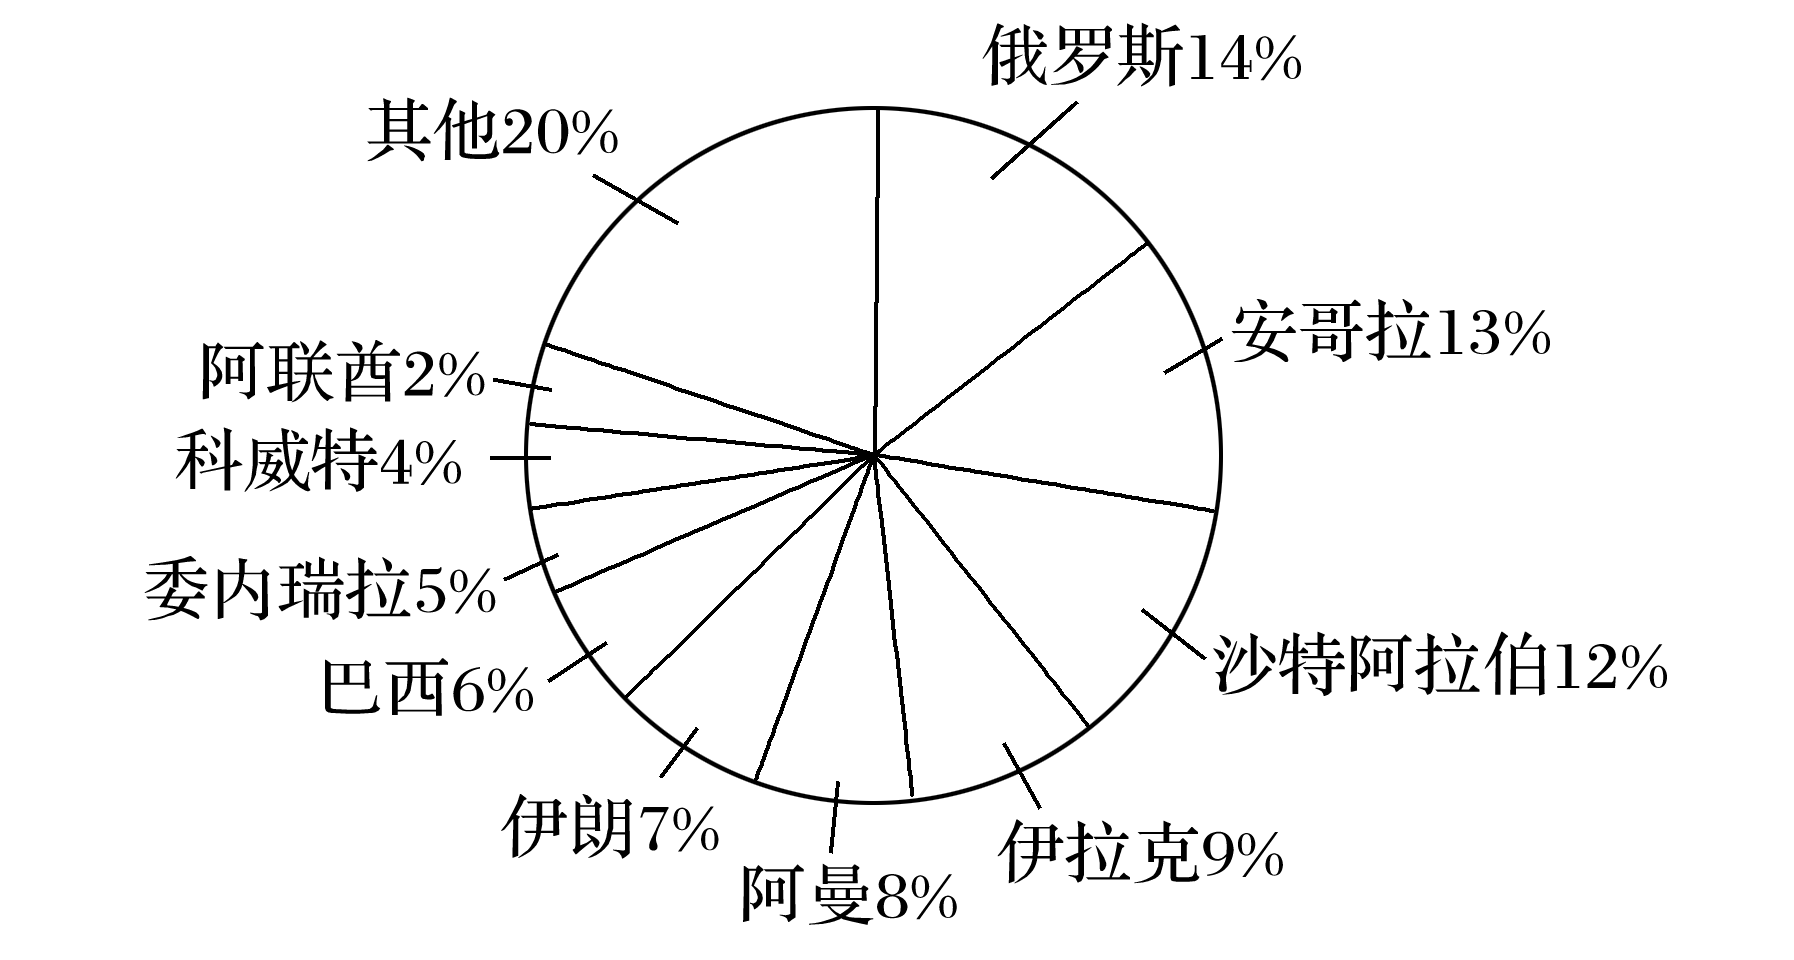 俄罗斯14%
其他20%
安哥拉13%
阿联酋2%
科威特4%
委内瑞拉5%
沙特阿拉伯12%
巴西6%
伊朗7%
伊拉克9%
阿曼8%